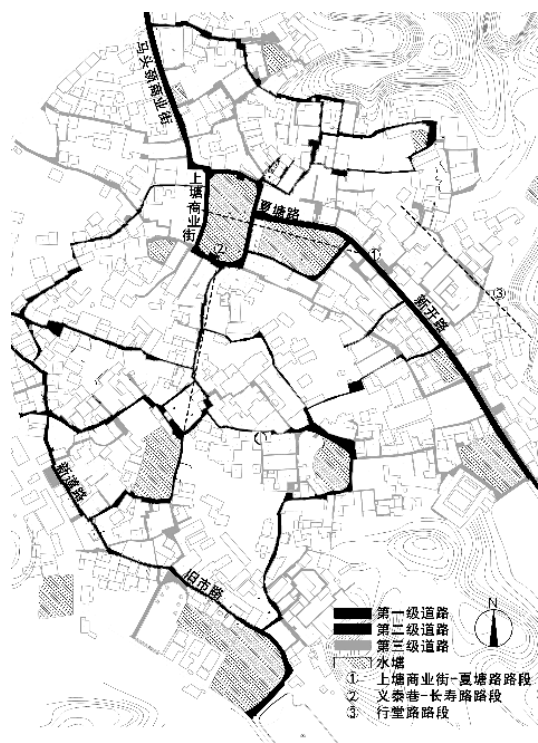 马头领商业街
上塘商业街
夏塘路
②
①
③
新开路
新道路
旧市路
N
第一级道路
第二级道路
第三级道路
水塘
① 上塘商业街-夏塘路路段
② 义泰巷-长寿路路段
③ 行堂路路段